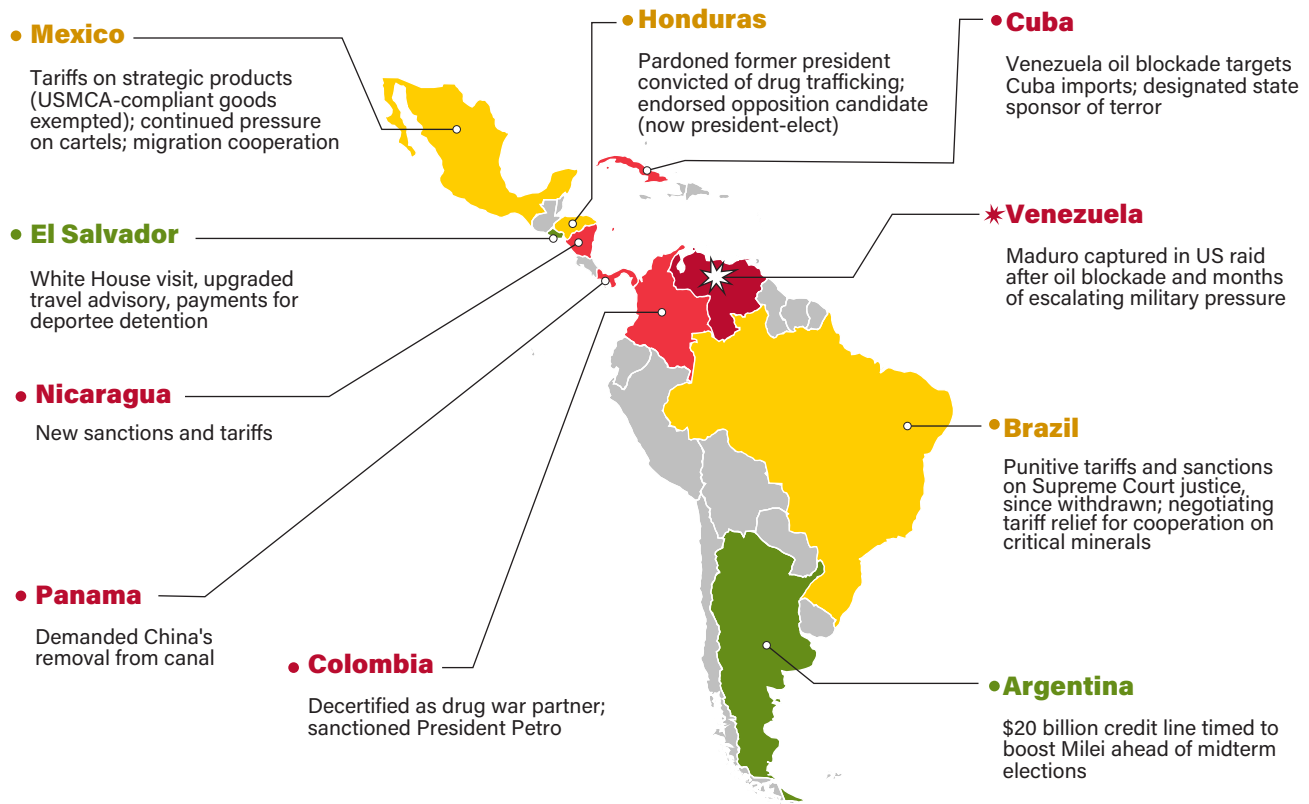 Mexico
Tariffs on strategic products
(USMCA-compliant goods
exempted); continued pressure
on cartels; migration cooperation
Honduras
Pardoned former president
convicted of drug trafficking;
endorsed opposition candidate
(now president-elect)
Cuba
Venezuela oil blockade targets
Cuba imports; designated state
sponsor of terror
El Salvador
White House visit, upgraded
travel advisory, payments for
deportee detention
Venezuela
Maduro captured in US raid
after oil blockade and months
of escalating military pressure
Nicaragua
New sanctions and tariffs
Brazil
Punitive tariffs and sanctions
on Supreme Court justice,
since withdrawn; negotiating
tariff relief for cooperation on
critical minerals
Panama
Demanded China's
removal from canal
Colombia
Decertified as drug war partner;
sanctioned President Petro
Argentina
$20 billion credit line timed to
boost Milei ahead of midterm
elections